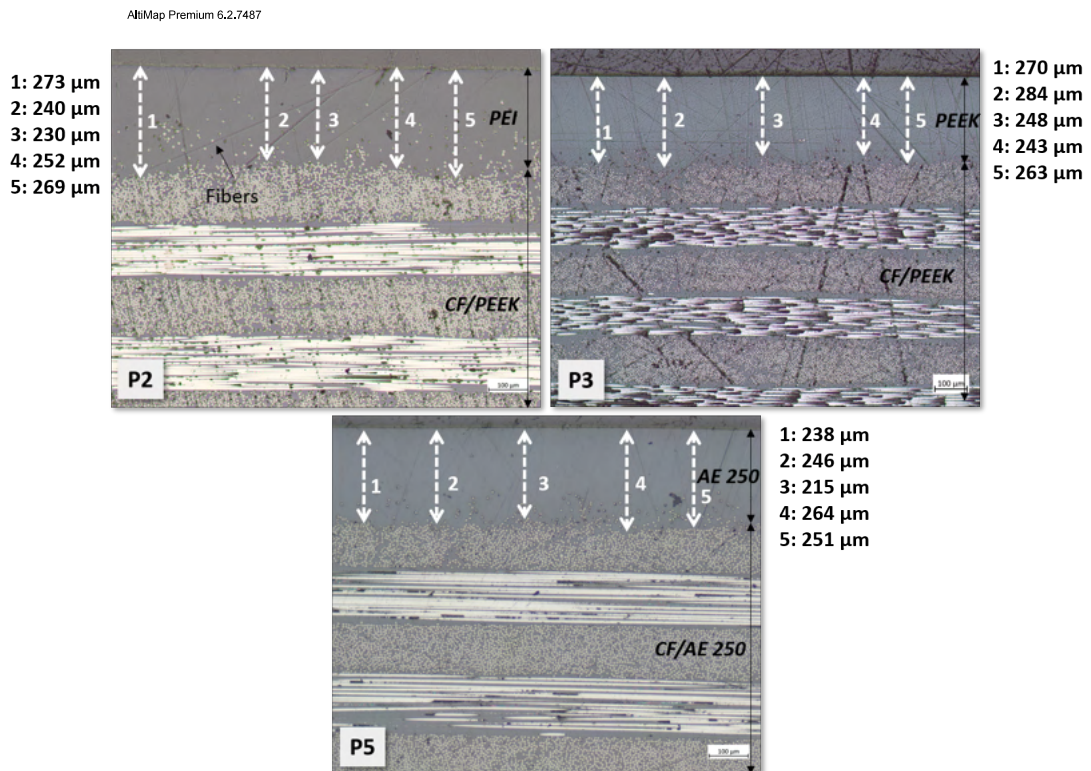 AltiMap Premium 6.2.7487
1: 273 µm
2: 240 µm
3: 230 µm
4: 252 µm
5: 269 µm
1
2
3
4
5
PEI
Fibers
CF/PEEK
P2
100 µm
1
2
3
4
5
PEEK
CF/PEEK
P3
100 µm
1: 270 µm
2: 284 µm
3: 248 µm
4: 243 µm
5: 263 µm
1
2
3
4
5
AE 250
CF/AE 250
P5
100 µm
1: 238 µm
2: 246 µm
3: 215 µm
4: 264 µm
5: 251 µm